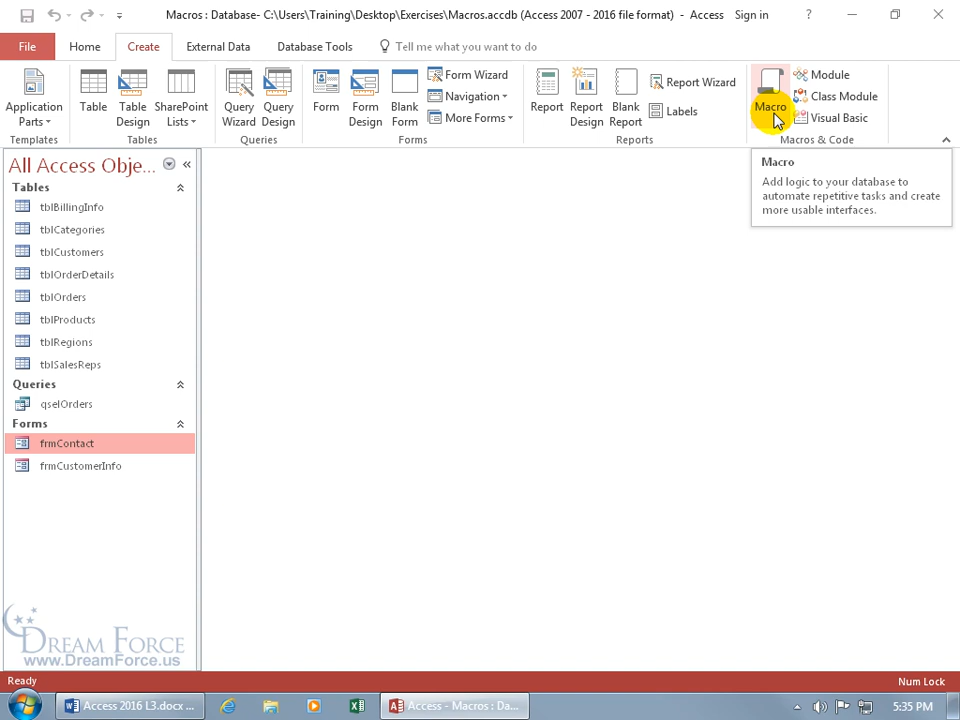 Macros : Database- C:\Users\Training\Desktop\Exercises\Macros.accdb (Access 2007 - 2016 file format) - Access
Sign in
?
File
Home
Create
External Data
Database Tools
Tell me what you want to do
Application
Parts
Templates
Table
Table
Design
SharePoint
Lists
Tables
Query
Wizard
Query
Design
Queries
Form
Form
Design
Blank
Form
Form Wizard
Navigation
More Forms
Forms
Report
Report
Design
Blank
Report
Report Wizard
Labels
Reports
Macro
Module
Class Module
Visual Basic
Macros & Code
Macro
Add logic to your database to
automate repetitive tasks and create
more usable interfaces.
All Access Obje...
Tables
tblBillingInfo
tblCategories
tblCustomers
tblOrderDetails
tblOrders
tblProducts
tblRegions
tblSalesReps
Queries
qselOrders
Forms
frmContact
frmCustomerInfo
DREAM FORCE
www.DreamForce.us
Ready
Num Lock
Access 2016 L3.docx ...
Access - Macros : Da...
5:35 PM